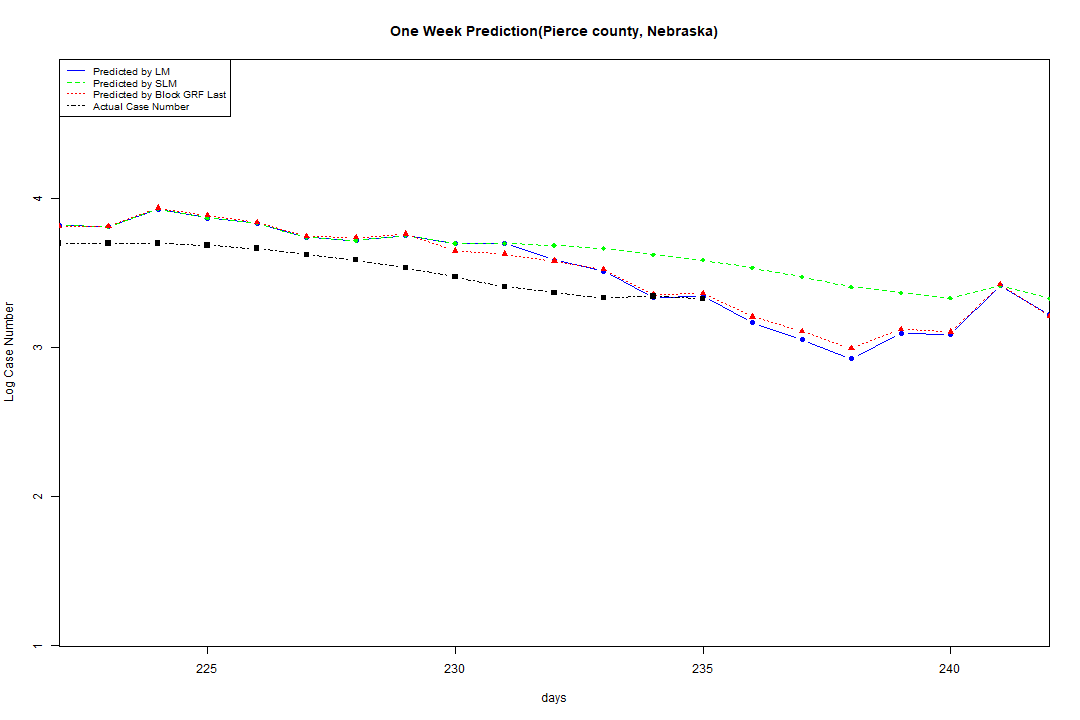 One Week Prediction(Pierce county, Nebraska)
Predicted by LM
Predicted by SLM
Predicted by Block GRF Last
Actual Case Number
4
3
2
1
Log Case Number
225 230 235 240
days